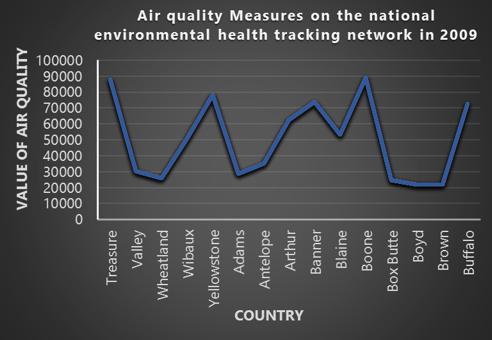 Air quality Measures on the national
environmental health tracking network in 2009
VALUE OF AIR QUALITY
100000
90000
80000
70000
60000
50000
40000
30000
20000
10000
0
Treasure
Valley
Wheatland
Wibaux
Yellowstone
Adams
Antelope
Arthur
Banner
Blaine
Boone
Box Butte
Boyd
Brown
Buffalo
COUNTRY